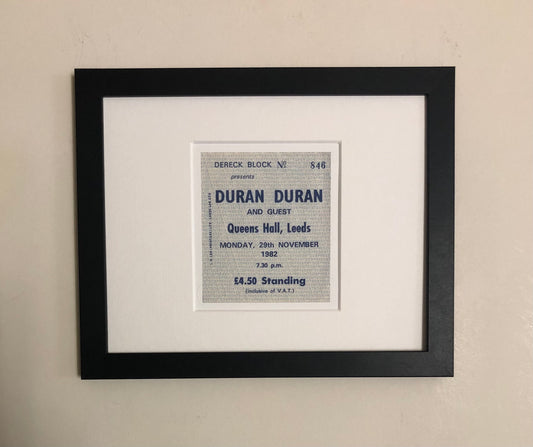 DERECK BLOCK Nº 846
presents
DURAN DURAN
AND GUEST
Queens Hall, Leeds
MONDAY, 29th NOVEMBER
1982
7.30 p.m.
£4.50 Standing
(inclusive of V.A.T.)